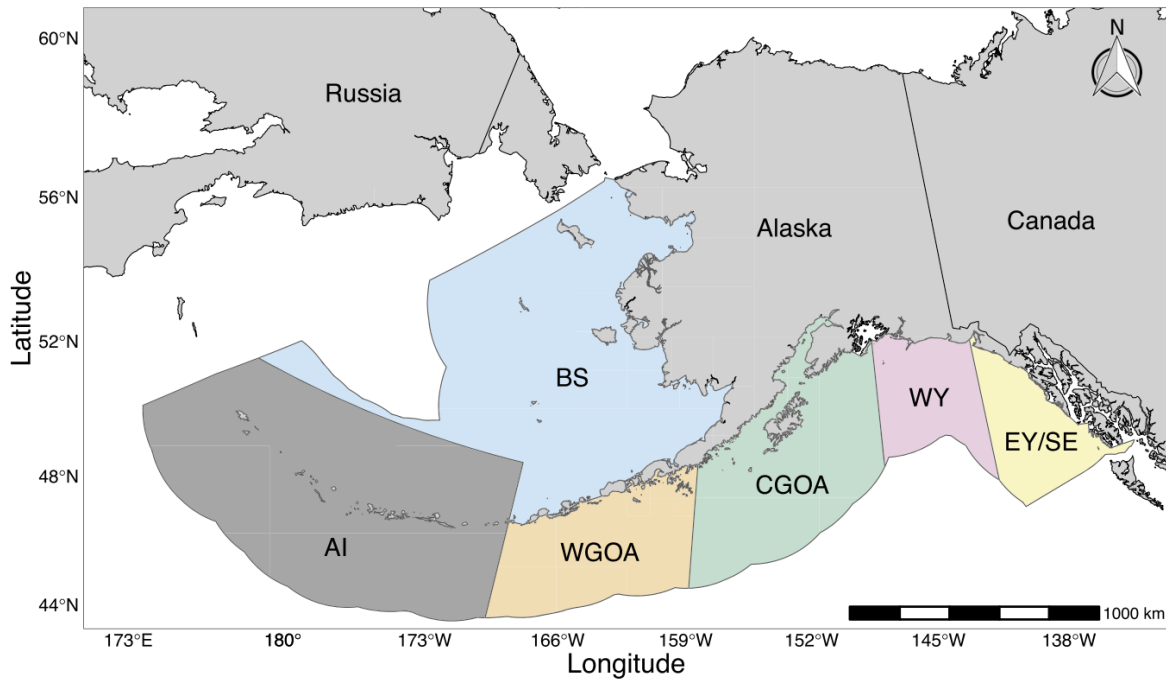 60°N
N
Russia
56°N
Alaska
Canada
52°N
Latitude
BS
WY
EY/SE
48°N
CGOA
AI
WGOA
44°N
1000 km
173°E
180°
173°W
166°W
159°W
152°W
145°W
138°W
Longitude